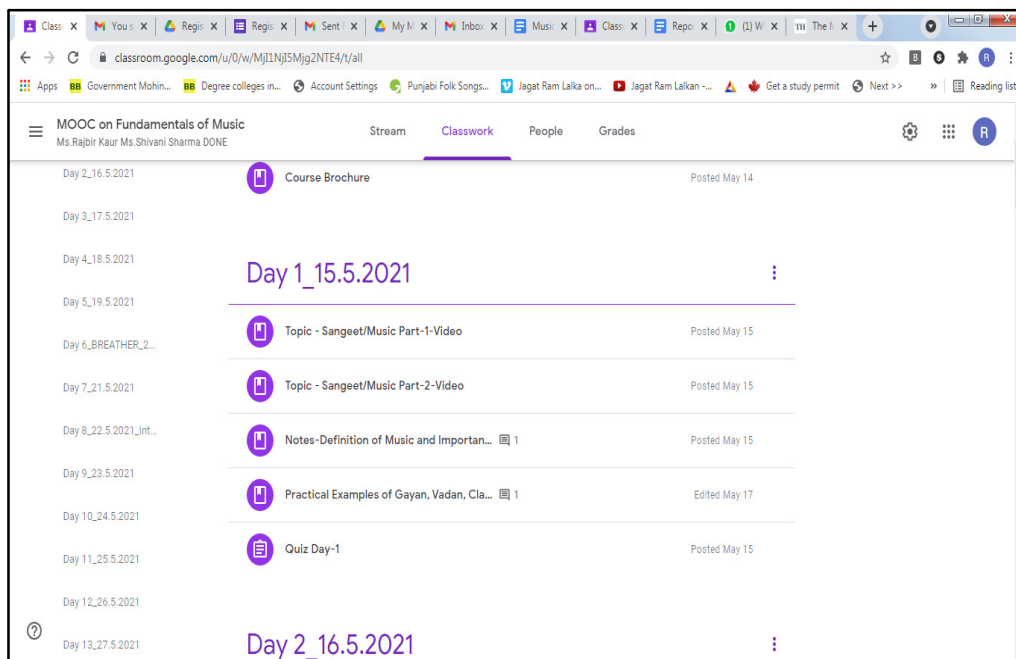 Class
M You s
Regis
Regis
M Sent
My M
M Inbox
Music
Class
Repo
(1) W
TH The N
classroom.google.com/u/0/w/MjI1NjI5Mjg2NTE4/t/all
B
R
Apps BB Government Mohin... BB Degree colleges in... Account Settings Punjabi Folk Songs... Jagat Ram Lalka on... Jagat Ram Lalkan -... Get a study permit Next >> » Reading list
MOOC on Fundamentals of Music
Ms.Rajbir Kaur Ms.Shivani Sharma DONE
Stream Classwork People Grades
R
Day 2_16.5.2021
Day 3_17.5.2021
Day 4_18.5.2021
Day 5_19.5.2021
Day 6_BREATHER_2...
Day 7_21.5.2021
Day 8_22.5.2021_Int...
Day 9_23.5.2021
Day 10_24.5.2021
Day 11_25.5.2021
Day 12_26.5.2021
Day 13_27.5.2021
Course Brochure Posted May 14
Day 1_15.5.2021
Topic - Sangeet/Music Part-1-Video Posted May 15
Topic - Sangeet/Music Part-2-Video Posted May 15
Notes-Definition of Music and Importan... 1 Posted May 15
Practical Examples of Gayan, Vadan, Cla... 1 Edited May 17
Quiz Day-1 Posted May 15
Day 2_16.5.2021